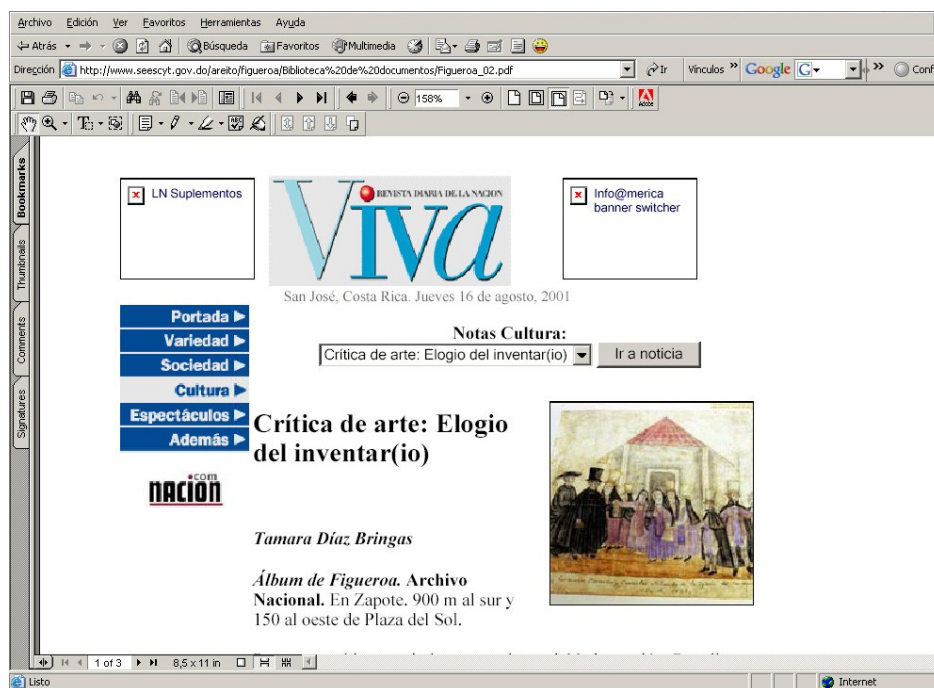 Archivo Edición Ver Favoritos Herramientas Ayuda
Atrás Búsqueda Favoritos Multimedia
Dirección http://www.seescyt.gov.do/areito/figueroa/Biblioteca%20de%20documentos/Figueroa_02.pdf Ir Vínculos » Google G »
158% Adobe
Bookmarks
Thumbnails
Comments
Signatures
LN Suplementos
REVISTA DIARIA DE LA NACION
VIVa
Info@merica
banner switcher
San José, Costa Rica. Jueves 16 de agosto, 2001
Portada
Variedad
Sociedad
Cultura
Espectáculos
Además
.com
nacion
Notas Cultura:
Crítica de arte: Elogio del inventar(io) Ir a noticia
Crítica de arte: Elogio
del inventar(io)
Tamara Díaz Bringas
Álbum de Figueroa. Archivo
Nacional. En Zapote. 900 m al sur y
150 al oeste de Plaza del Sol.
1 of 3 8,5 x 11 in
Listo Internet